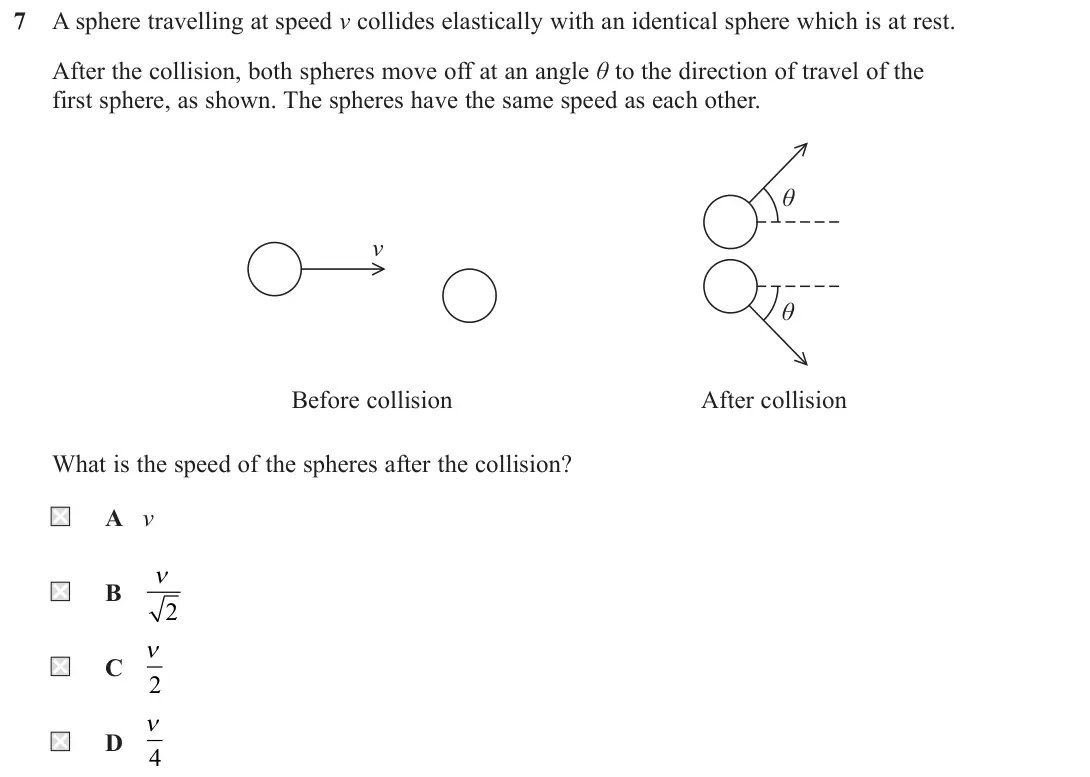 7 A sphere travelling at speed v collides elastically with an identical sphere which is at rest.
After the collision, both spheres move off at an angle θ to the direction of travel of the
first sphere, as shown. The spheres have the same speed as each other.
v
θ
θ
Before collision
After collision
What is the speed of the spheres after the collision?
A v
B v/√2
C v/2
D v/4